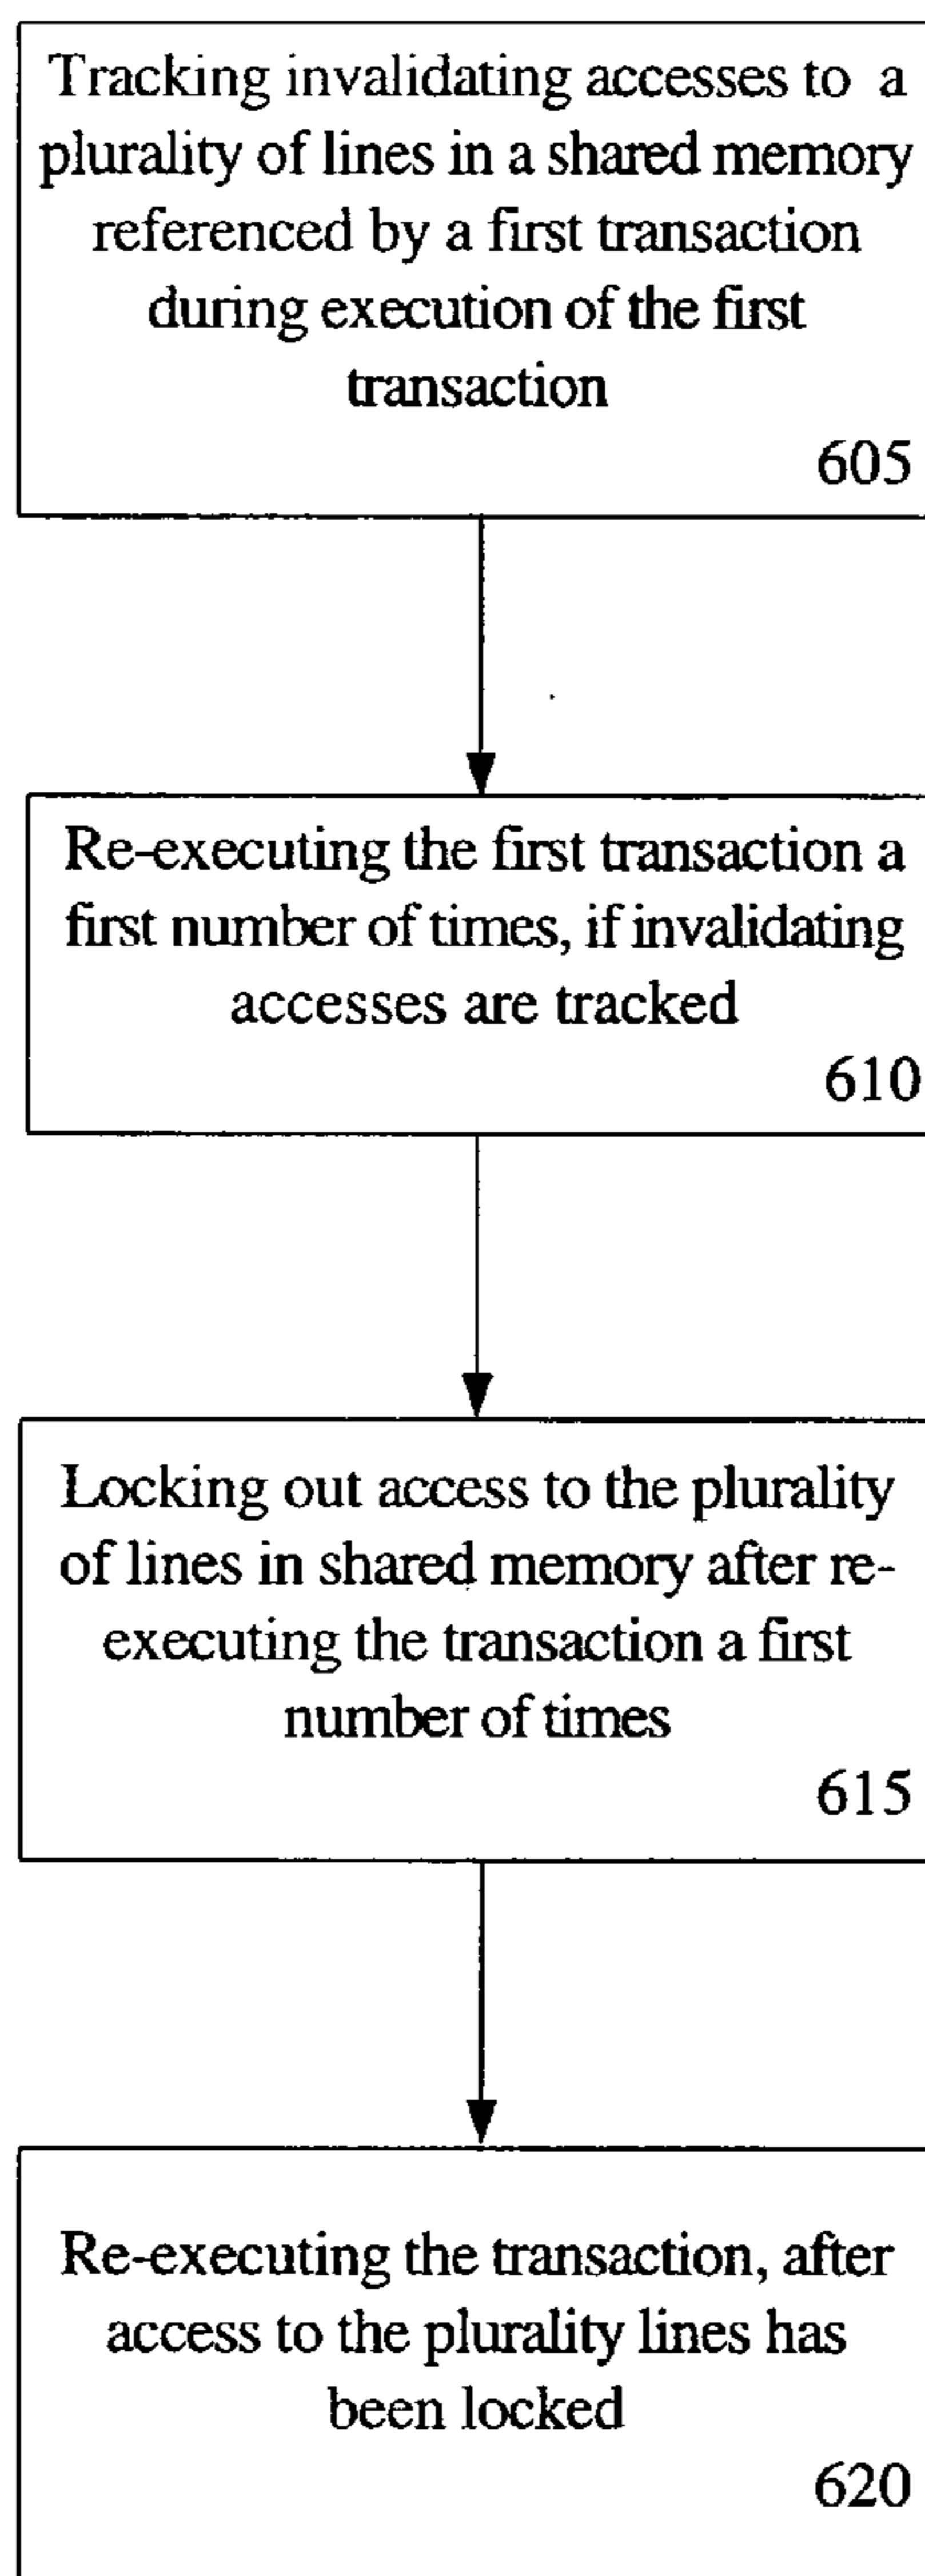 Tracking invalidating accesses to a
plurality of lines in a shared memory
referenced by a first transaction
during execution of the first
transaction
605
Re-executing the first transaction a
first number of times, if invalidating
accesses are tracked
610
Locking out access to the plurality
of lines in shared memory after re-
executing the transaction a first
number of times
615
Re-executing the transaction, after
access to the plurality lines has
been locked
620